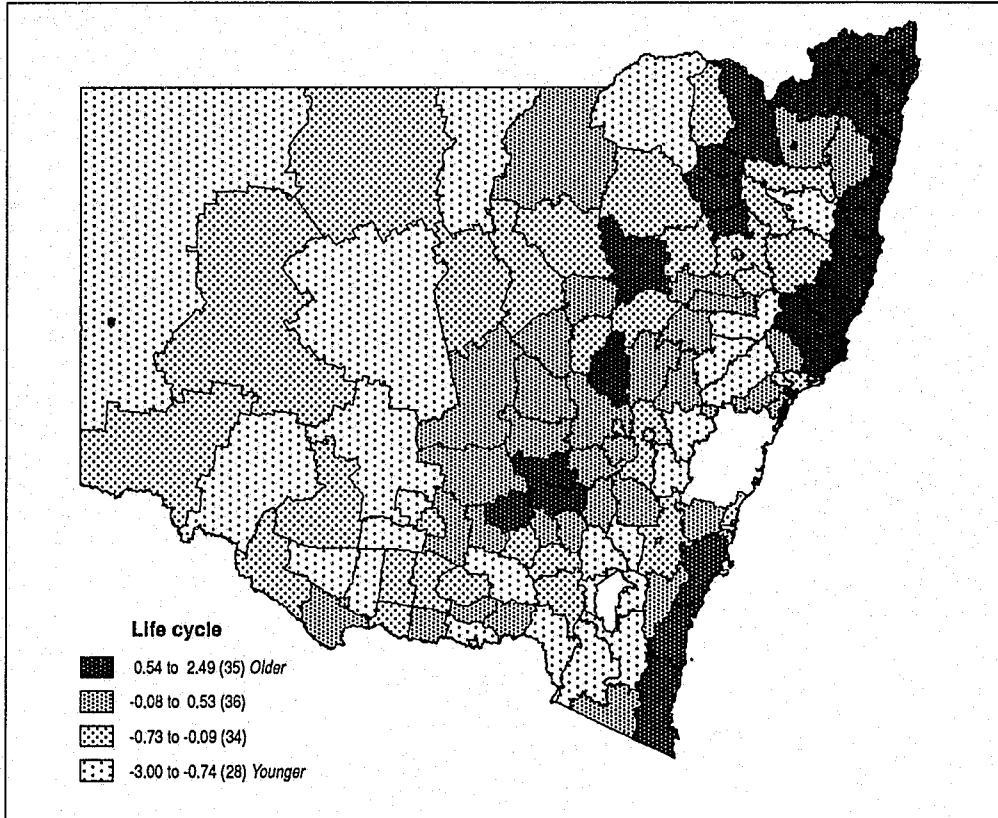 Life cycle
0.54 to 2.49 (35) Older
-0.08 to 0.53 (36)
-0.73 to -0.09 (34)
-3.00 to -0.74 (28) Younger